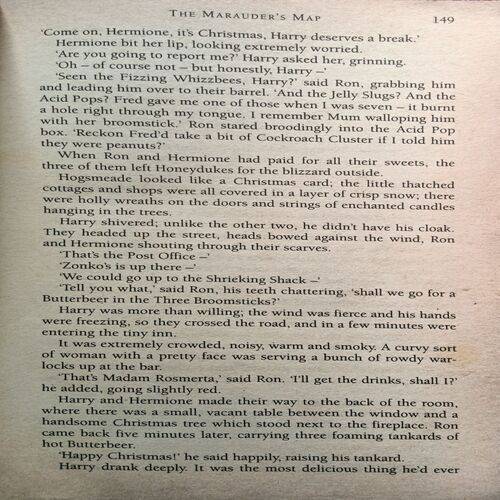 THE MARAUDER'S MAP 149
'Come on, Hermione, it's Christmas, Harry deserves a break.'
Hermione bit her lip, looking extremely worried.
'Are you going to report me?' Harry asked her, grinning.
'Oh – of course not – but honestly, Harry –'
'Seen the Fizzing Whizzbees, Harry?' said Ron, grabbing him
and leading him over to their barrel. 'And the Jelly Slugs? And the
Acid Pops? Fred gave me one of those when I was seven – it burnt
a hole right through my tongue. I remember Mum walloping him
with her broomstick.' Ron stared broodingly into the Acid Pop
box. 'Reckon Fred'd take a bit of Cockroach Cluster if I told him
they were peanuts?'
When Ron and Hermione had paid for all their sweets, the
three of them left Honeydukes for the blizzard outside.
Hogsmeade looked like a Christmas card; the little thatched
cottages and shops were all covered in a layer of crisp snow; there
were holly wreaths on the doors and strings of enchanted candles
hanging in the trees.
Harry shivered; unlike the other two, he didn't have his cloak.
They headed up the street, heads bowed against the wind, Ron
and Hermione shouting through their scarves.
'That's the Post Office –'
'Zonko's is up there –'
'We could go up to the Shrieking Shack –'
'Tell you what,' said Ron, his teeth chattering, 'shall we go for a
Butterbeer in the Three Broomsticks?'
Harry was more than willing; the wind was fierce and his hands
were freezing, so they crossed the road, and in a few minutes were
entering the tiny inn.
It was extremely crowded, noisy, warm and smoky. A curvy sort
of woman with a pretty face was serving a bunch of rowdy war-
locks up at the bar.
'That's Madam Rosmerta,' said Ron. 'I'll get the drinks, shall I?'
he added, going slightly red.
Harry and Hermione made their way to the back of the room,
where there was a small, vacant table between the window and a
handsome Christmas tree which stood next to the fireplace. Ron
came back five minutes later, carrying three foaming tankards of
hot Butterbeer.
'Happy Christmas!' he said happily, raising his tankard.
Harry drank deeply. It was the most delicious thing he'd ever